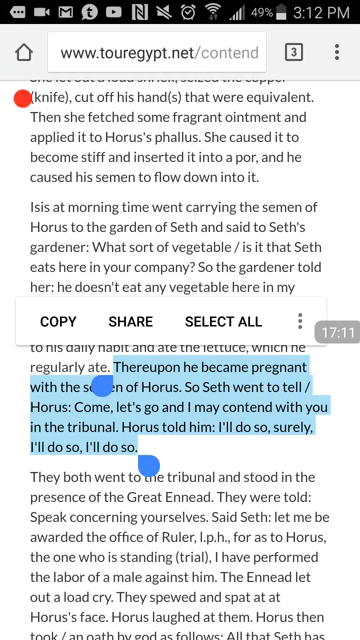 49% 3:12 PM
www.touregypt.net/contend 3
She let out a loud shriek, seized the copper
(knife), cut off his hand(s) that were equivalent.
Then she fetched some fragrant ointment and
applied it to Horus's phallus. She caused it to
become stiff and inserted it into a por, and he
caused his semen to flow down into it.
Isis at morning time went carrying the semen of
Horus to the garden of Seth and said to Seth's
gardener: What sort of vegetable / is it that Seth
eats here in your company? So the gardener told
her: he doesn't eat any vegetable here in my
COPY SHARE SELECT ALL
17:11
to his daily habit and ate the lettuce, which he
regularly ate. Thereupon he became pregnant
with the semen of Horus. So Seth went to tell /
Horus: Come, let's go and I may contend with you
in the tribunal. Horus told him: I'll do so, surely,
I'll do so, I'll do so.
They both went to the tribunal and stood in the
presence of the Great Ennead. They were told:
Speak concerning yourselves. Said Seth: let me be
awarded the office of Ruler, l.p.h., for as to Horus,
the one who is standing (trial), I have performed
the labor of a male against him. The Ennead let
out a load cry. They spewed and spat at at
Horus's face. Horus laughed at them. Horus then
took / an oath by god as follows: All that Seth has